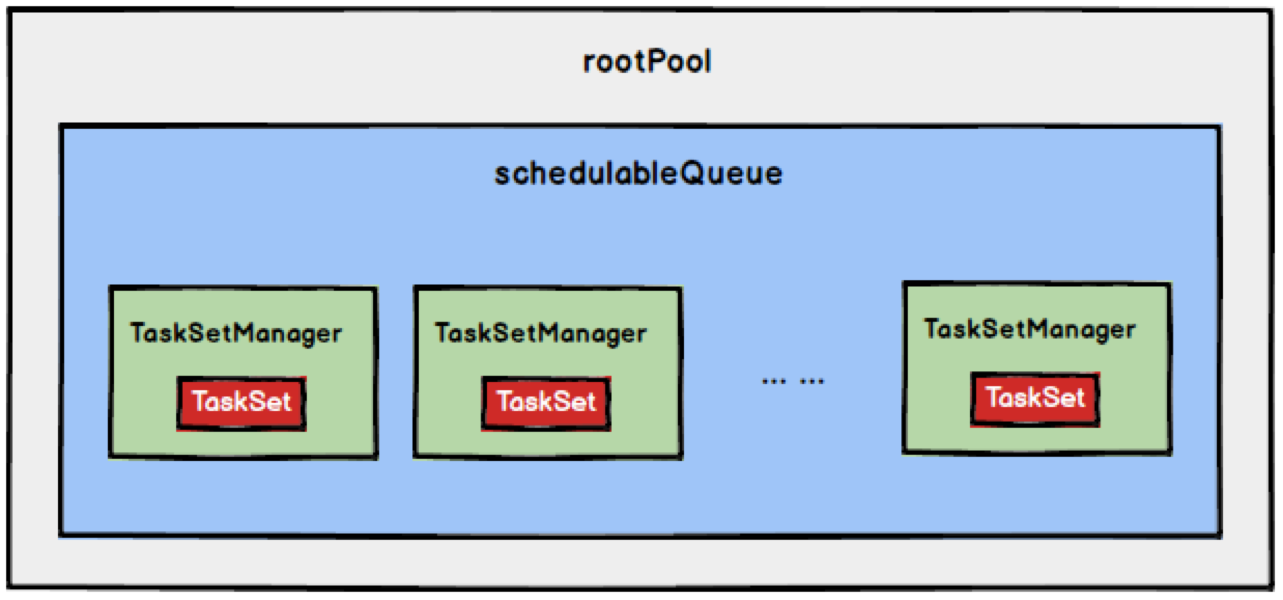 rootPool
schedulableQueue
TaskSetManager
TaskSet
TaskSetManager
TaskSet
... ...
TaskSetManager
TaskSet